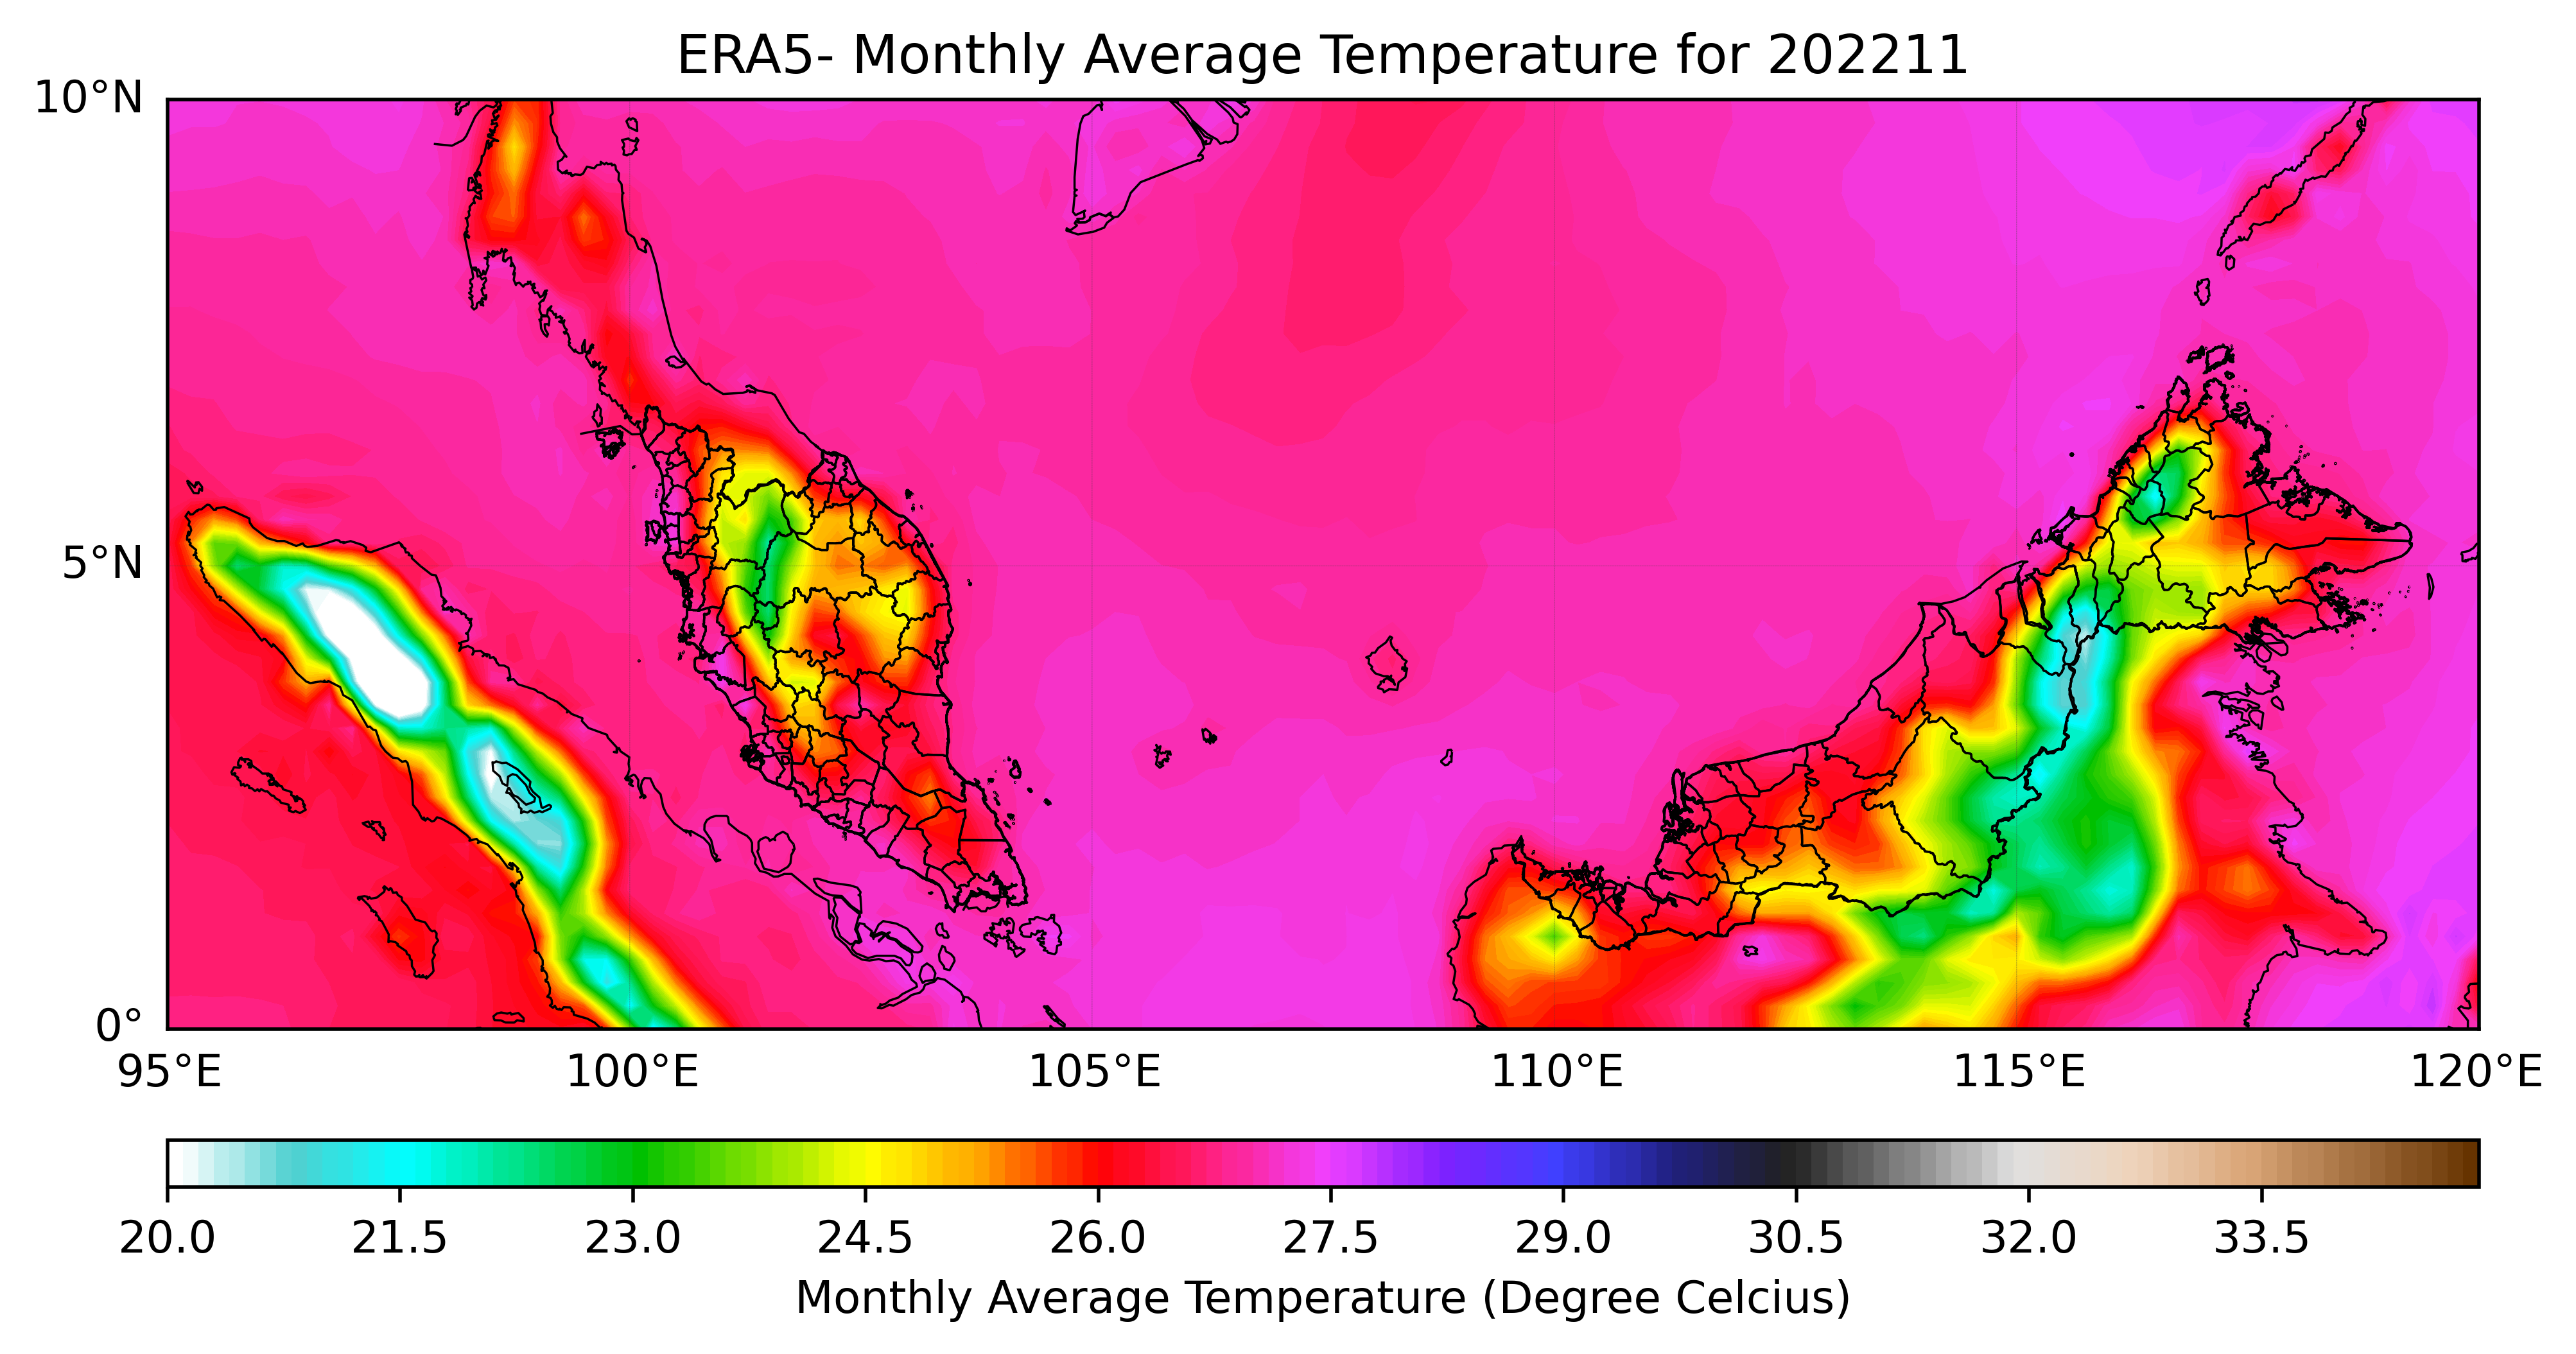 ERA5- Monthly Average Temperature for 202211
10°N
5°N
0°
95°E 100°E 105°E 110°E 115°E 120°E
20.0 21.5 23.0 24.5 26.0 27.5 29.0 30.5 32.0 33.5
Monthly Average Temperature (Degree Celcius)